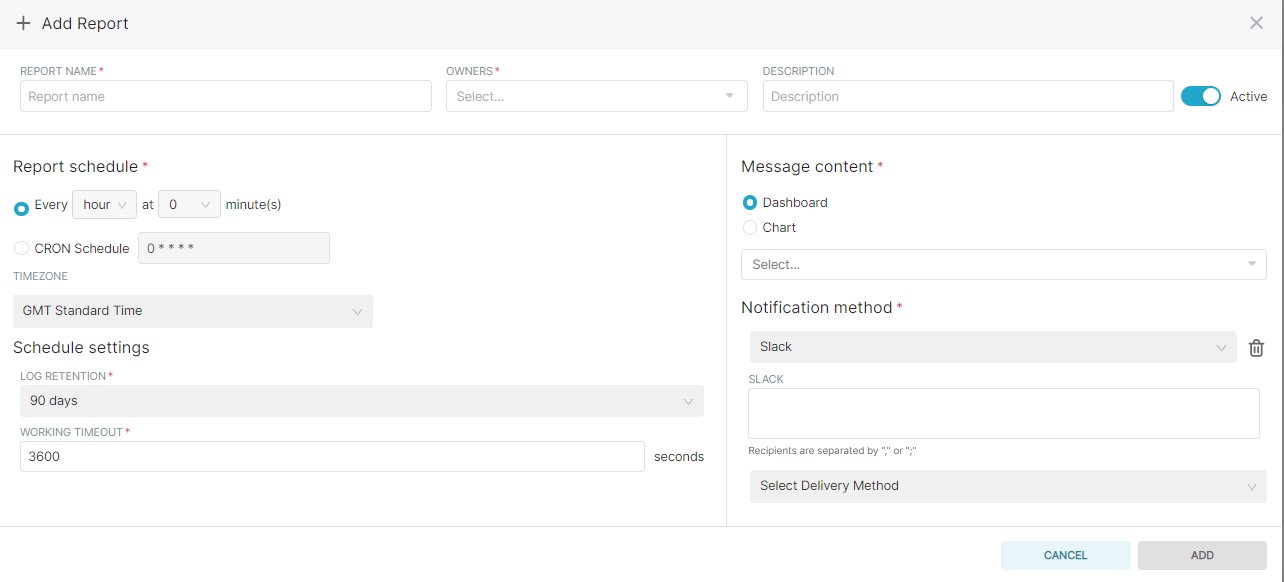 + Add Report
REPORT NAME*
Report name
OWNERS*
Select...
DESCRIPTION
Description
Active
Report schedule *
Every hour at 0 minute(s)
CRON Schedule 0 * * * *
TIMEZONE
GMT Standard Time
Schedule settings
LOG RETENTION*
90 days
WORKING TIMEOUT*
3600 seconds
Message content *
Dashboard
Chart
Select...
Notification method *
Slack
SLACK
Recipients are separated by "," or ";"
Select Delivery Method
CANCEL
ADD